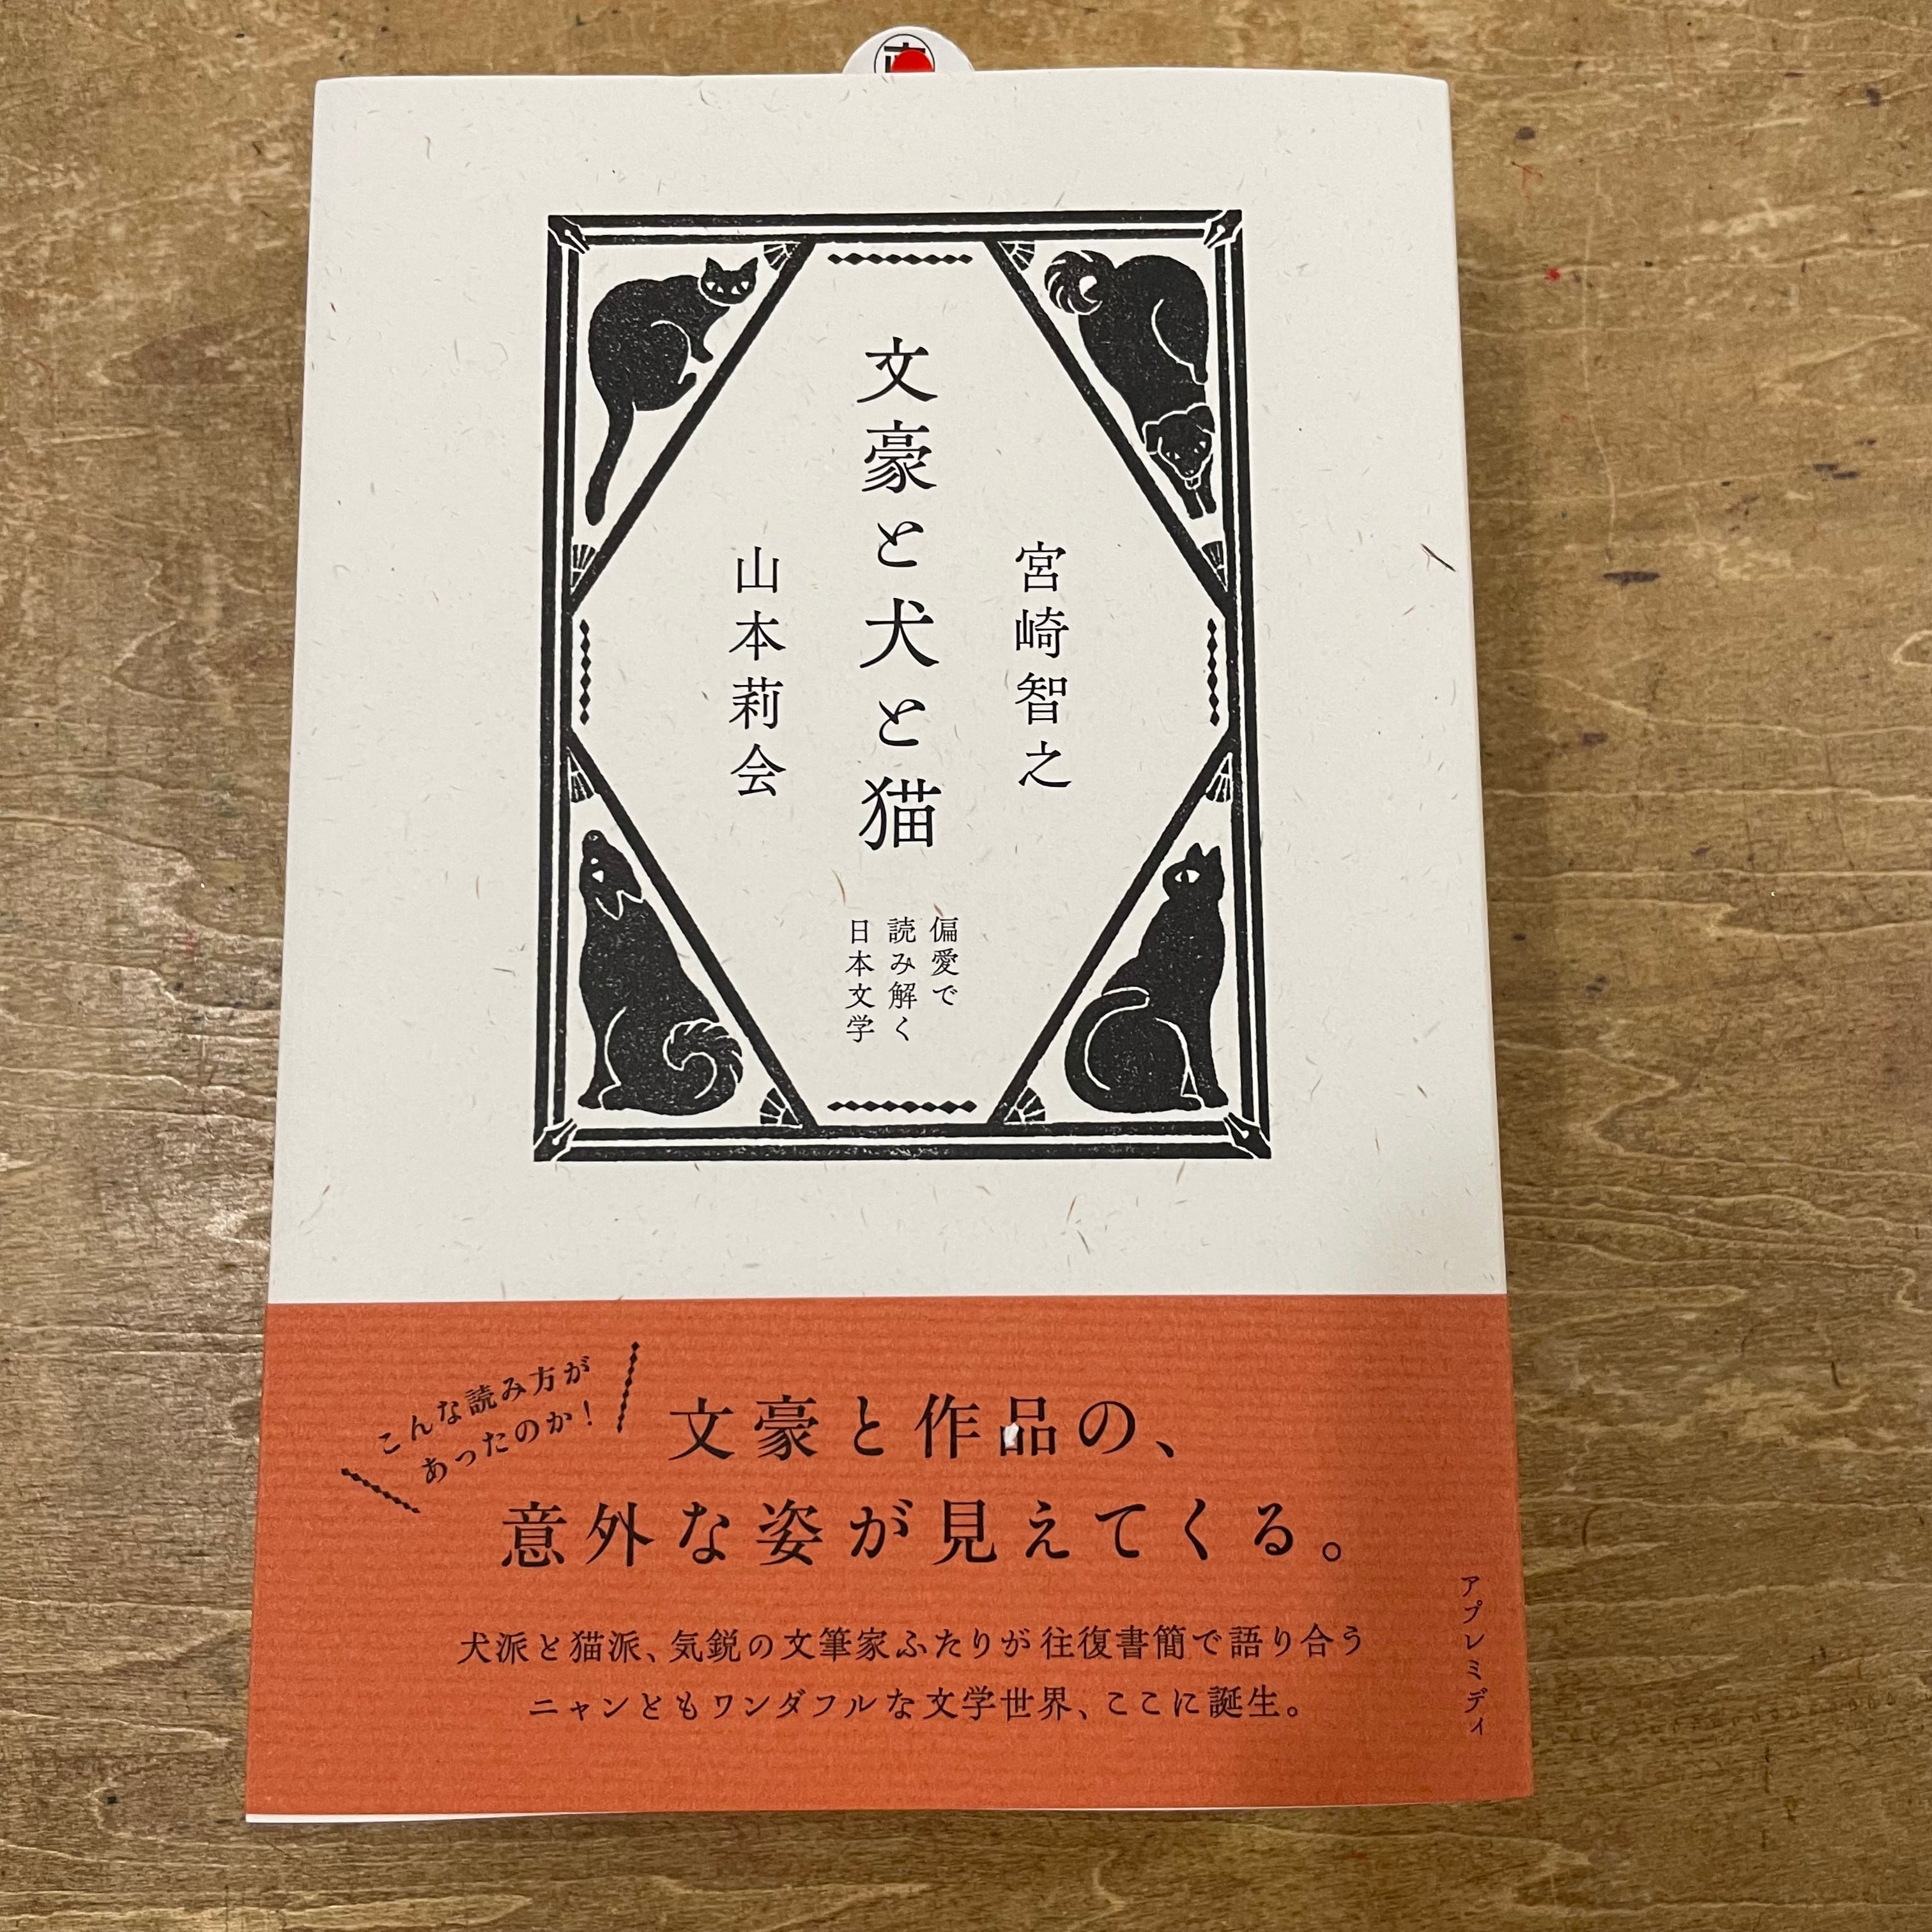 宮崎智之
文豪と犬と猫
山本莉会
偏愛で
読み解く
日本文学
こんな読み方が
あったのか!
文豪と作品の、
意外な姿が見えてくる。
犬派と猫派、気鋭の文筆家ふたりが往復書簡で語り合う
ニャンともワンダフルな文学世界、ここに誕生。
アプレミディ